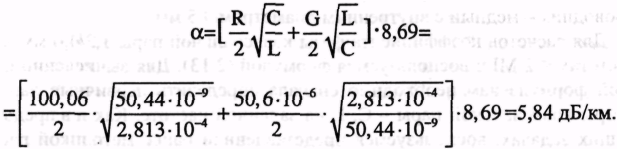 α=[R/2 √(C/L) + G/2 √(L/C)]·8,69=
=[100,06/2 · √(50,44·10⁻⁹/2,813·10⁻⁴) + 50,6·10⁻⁶/2 · √(2,813·10⁻⁴/50,44·10⁻⁹)]·8,69=5,84 дБ/км.